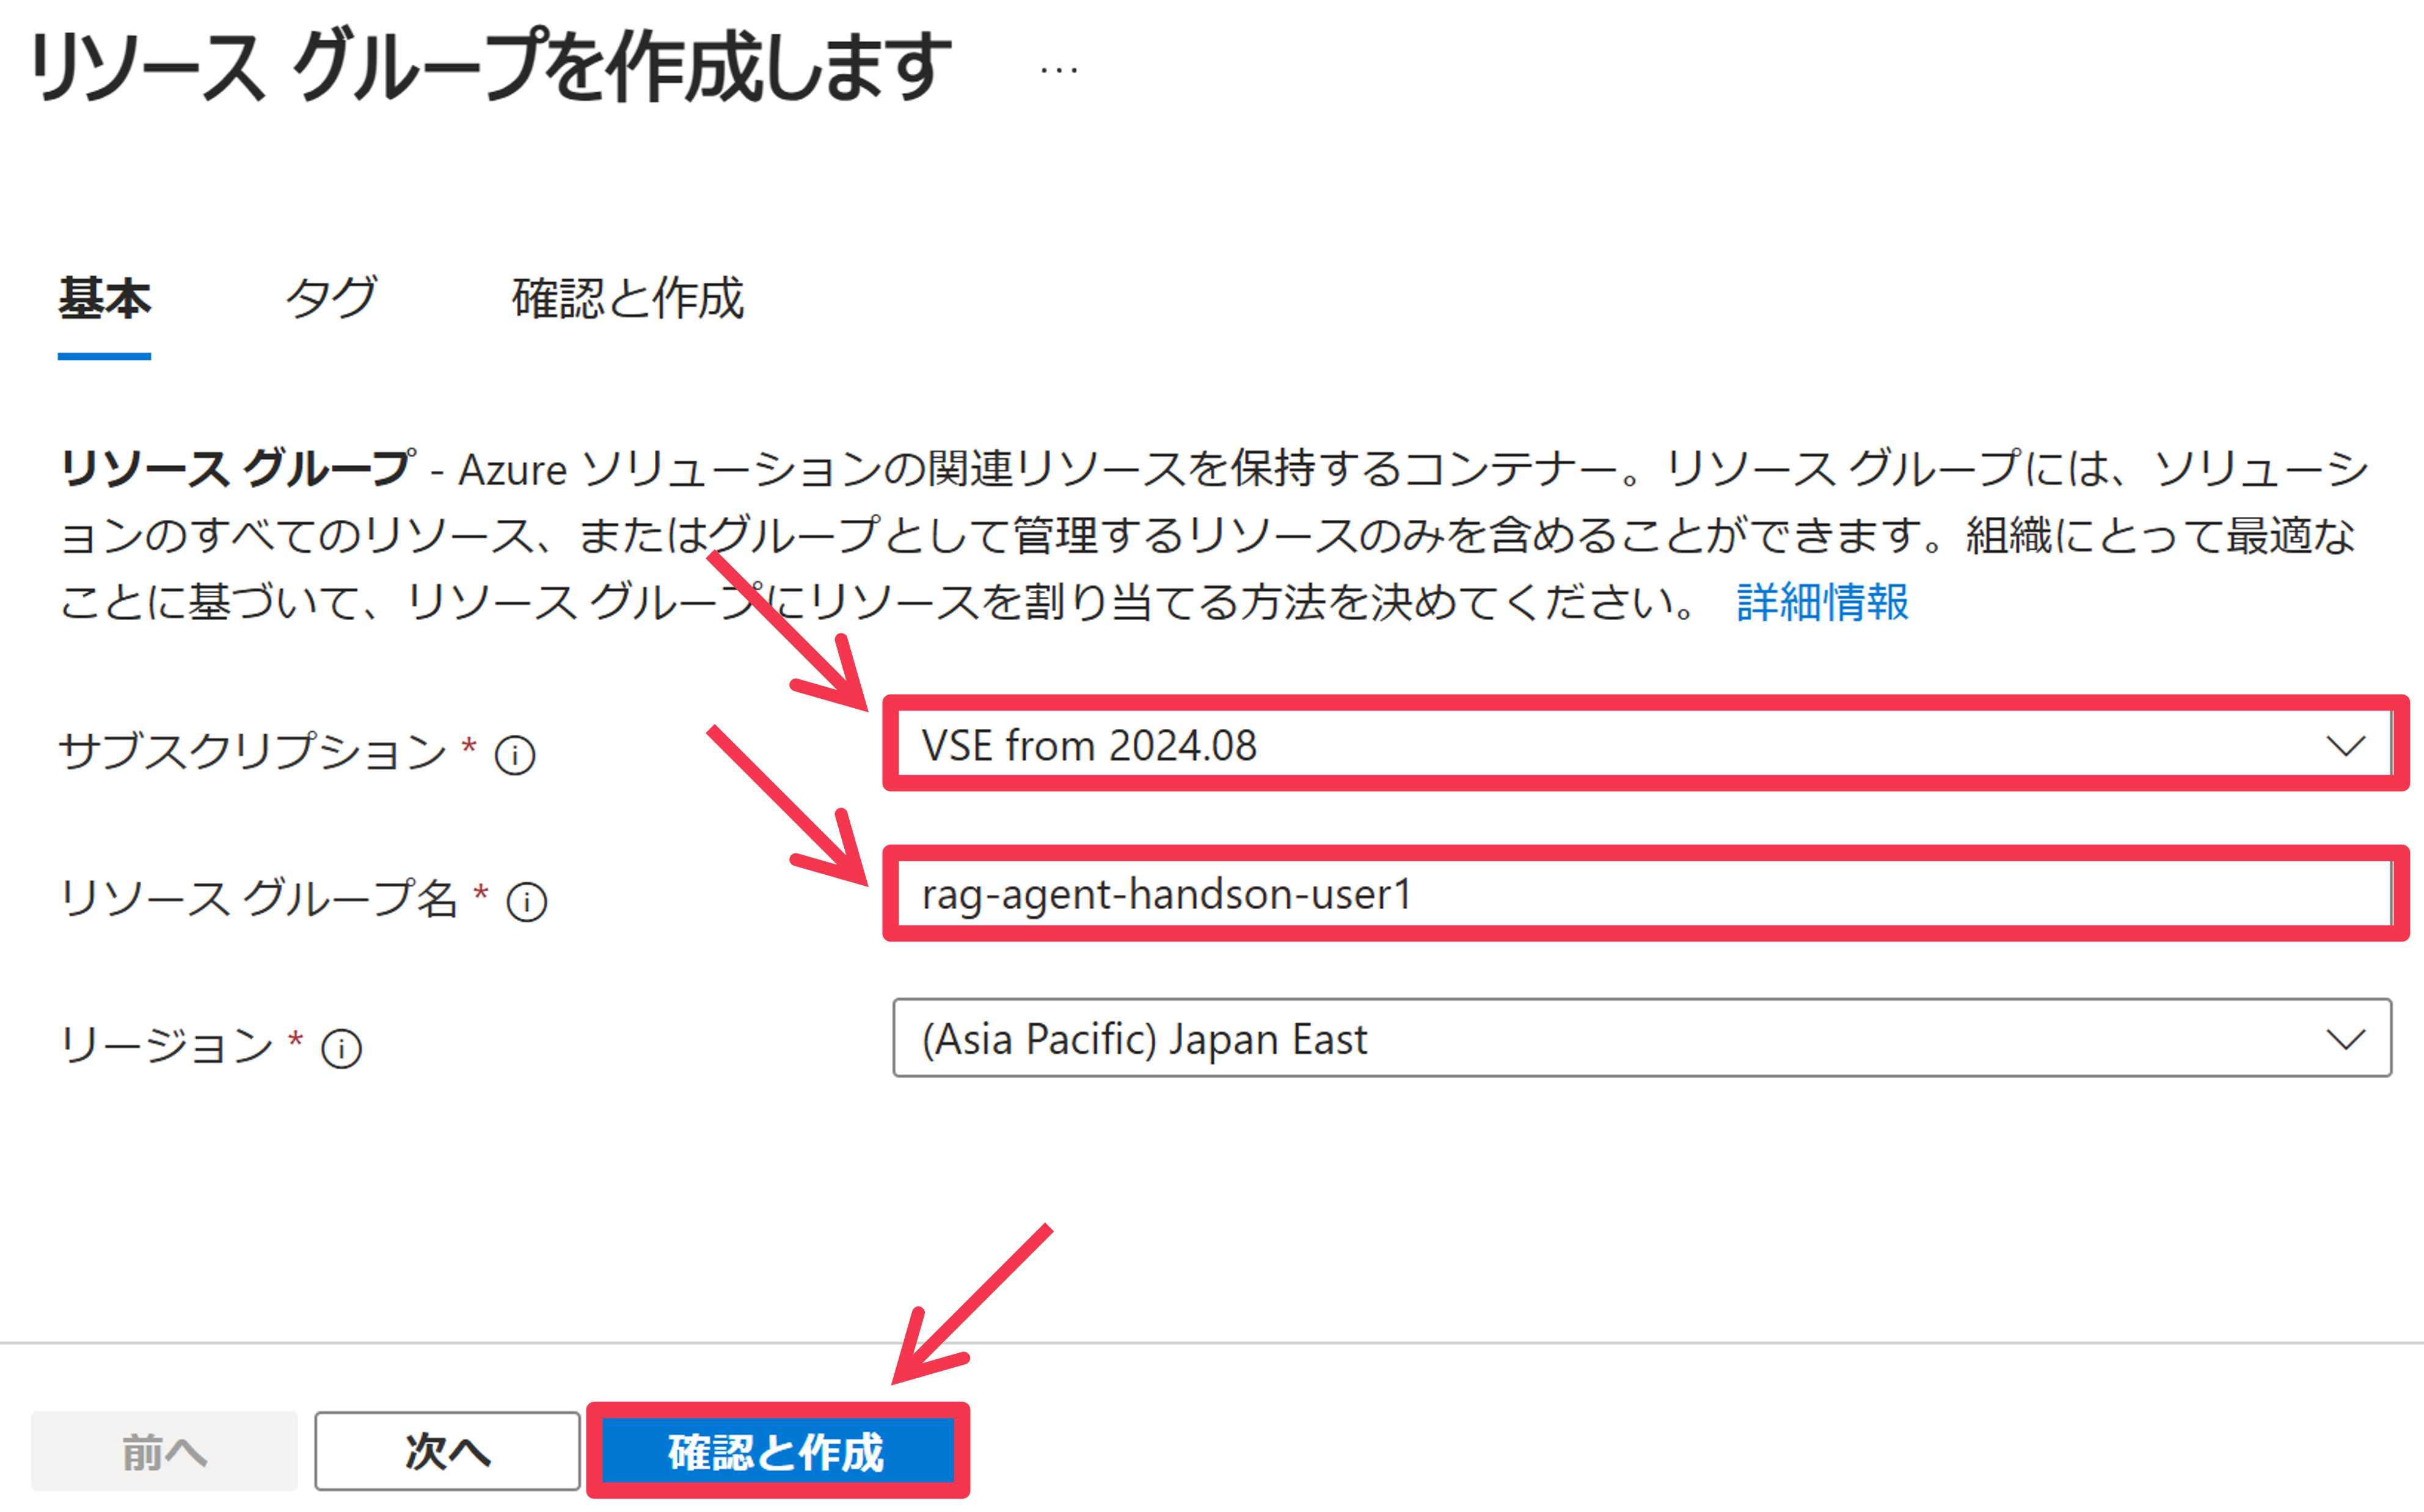 リソース グループを作成します …
基本 タグ 確認と作成
リソース グループ - Azure ソリューションの関連リソースを保持するコンテナー。リソース グループには、ソリューシ
ョンのすべてのリソース、またはグループとして管理するリソースのみを含めることができます。組織にとって最適な
ことに基づいて、リソース グループにリソースを割り当てる方法を決めてください。 詳細情報
サブスクリプション * VSE from 2024.08
リソース グループ名 * rag-agent-handson-user1
リージョン * (Asia Pacific) Japan East
前へ 次へ 確認と作成